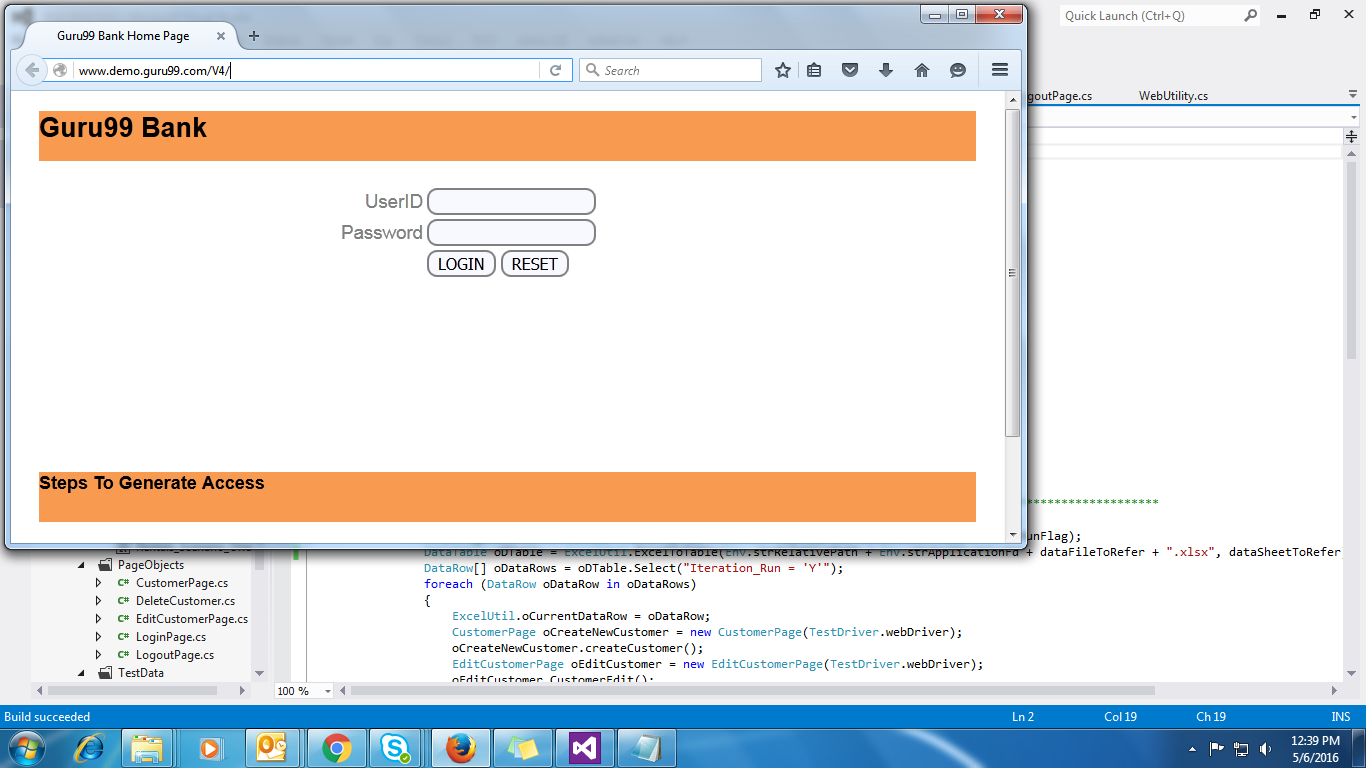 Guru99 Bank Home Page
Quick Launch (Ctrl+Q)
www.demo.guru99.com/V4/
Search
goutPage.cs WebUtility.cs
Guru99 Bank
UserID
Password
LOGIN RESET
Steps To Generate Access
*******************
unFlag);
DataTable oDTable = ExcelUtil.ExcelToTable(Env.strRelativePath + Env.strApplicationFd + dataFileToRefer + ".xlsx", dataSheetToRefer
DataRow[] oDataRows = oDTable.Select("Iteration_Run = 'Y'");
foreach (DataRow oDataRow in oDataRows)
{
ExcelUtil.oCurrentDataRow = oDataRow;
CustomerPage oCreateNewCustomer = new CustomerPage(TestDriver.webDriver);
oCreateNewCustomer.createCustomer();
EditCustomerPage oEditCustomer = new EditCustomerPage(TestDriver.webDriver);
oEditCustomer.CustomerEdit();
PageObjects
C# CustomerPage.cs
C# DeleteCustomer.cs
C# EditCustomerPage.cs
C# LoginPage.cs
C# LogoutPage.cs
TestData
100 %
Build succeeded
Ln 2 Col 19 Ch 19 INS
12:39 PM
5/6/2016